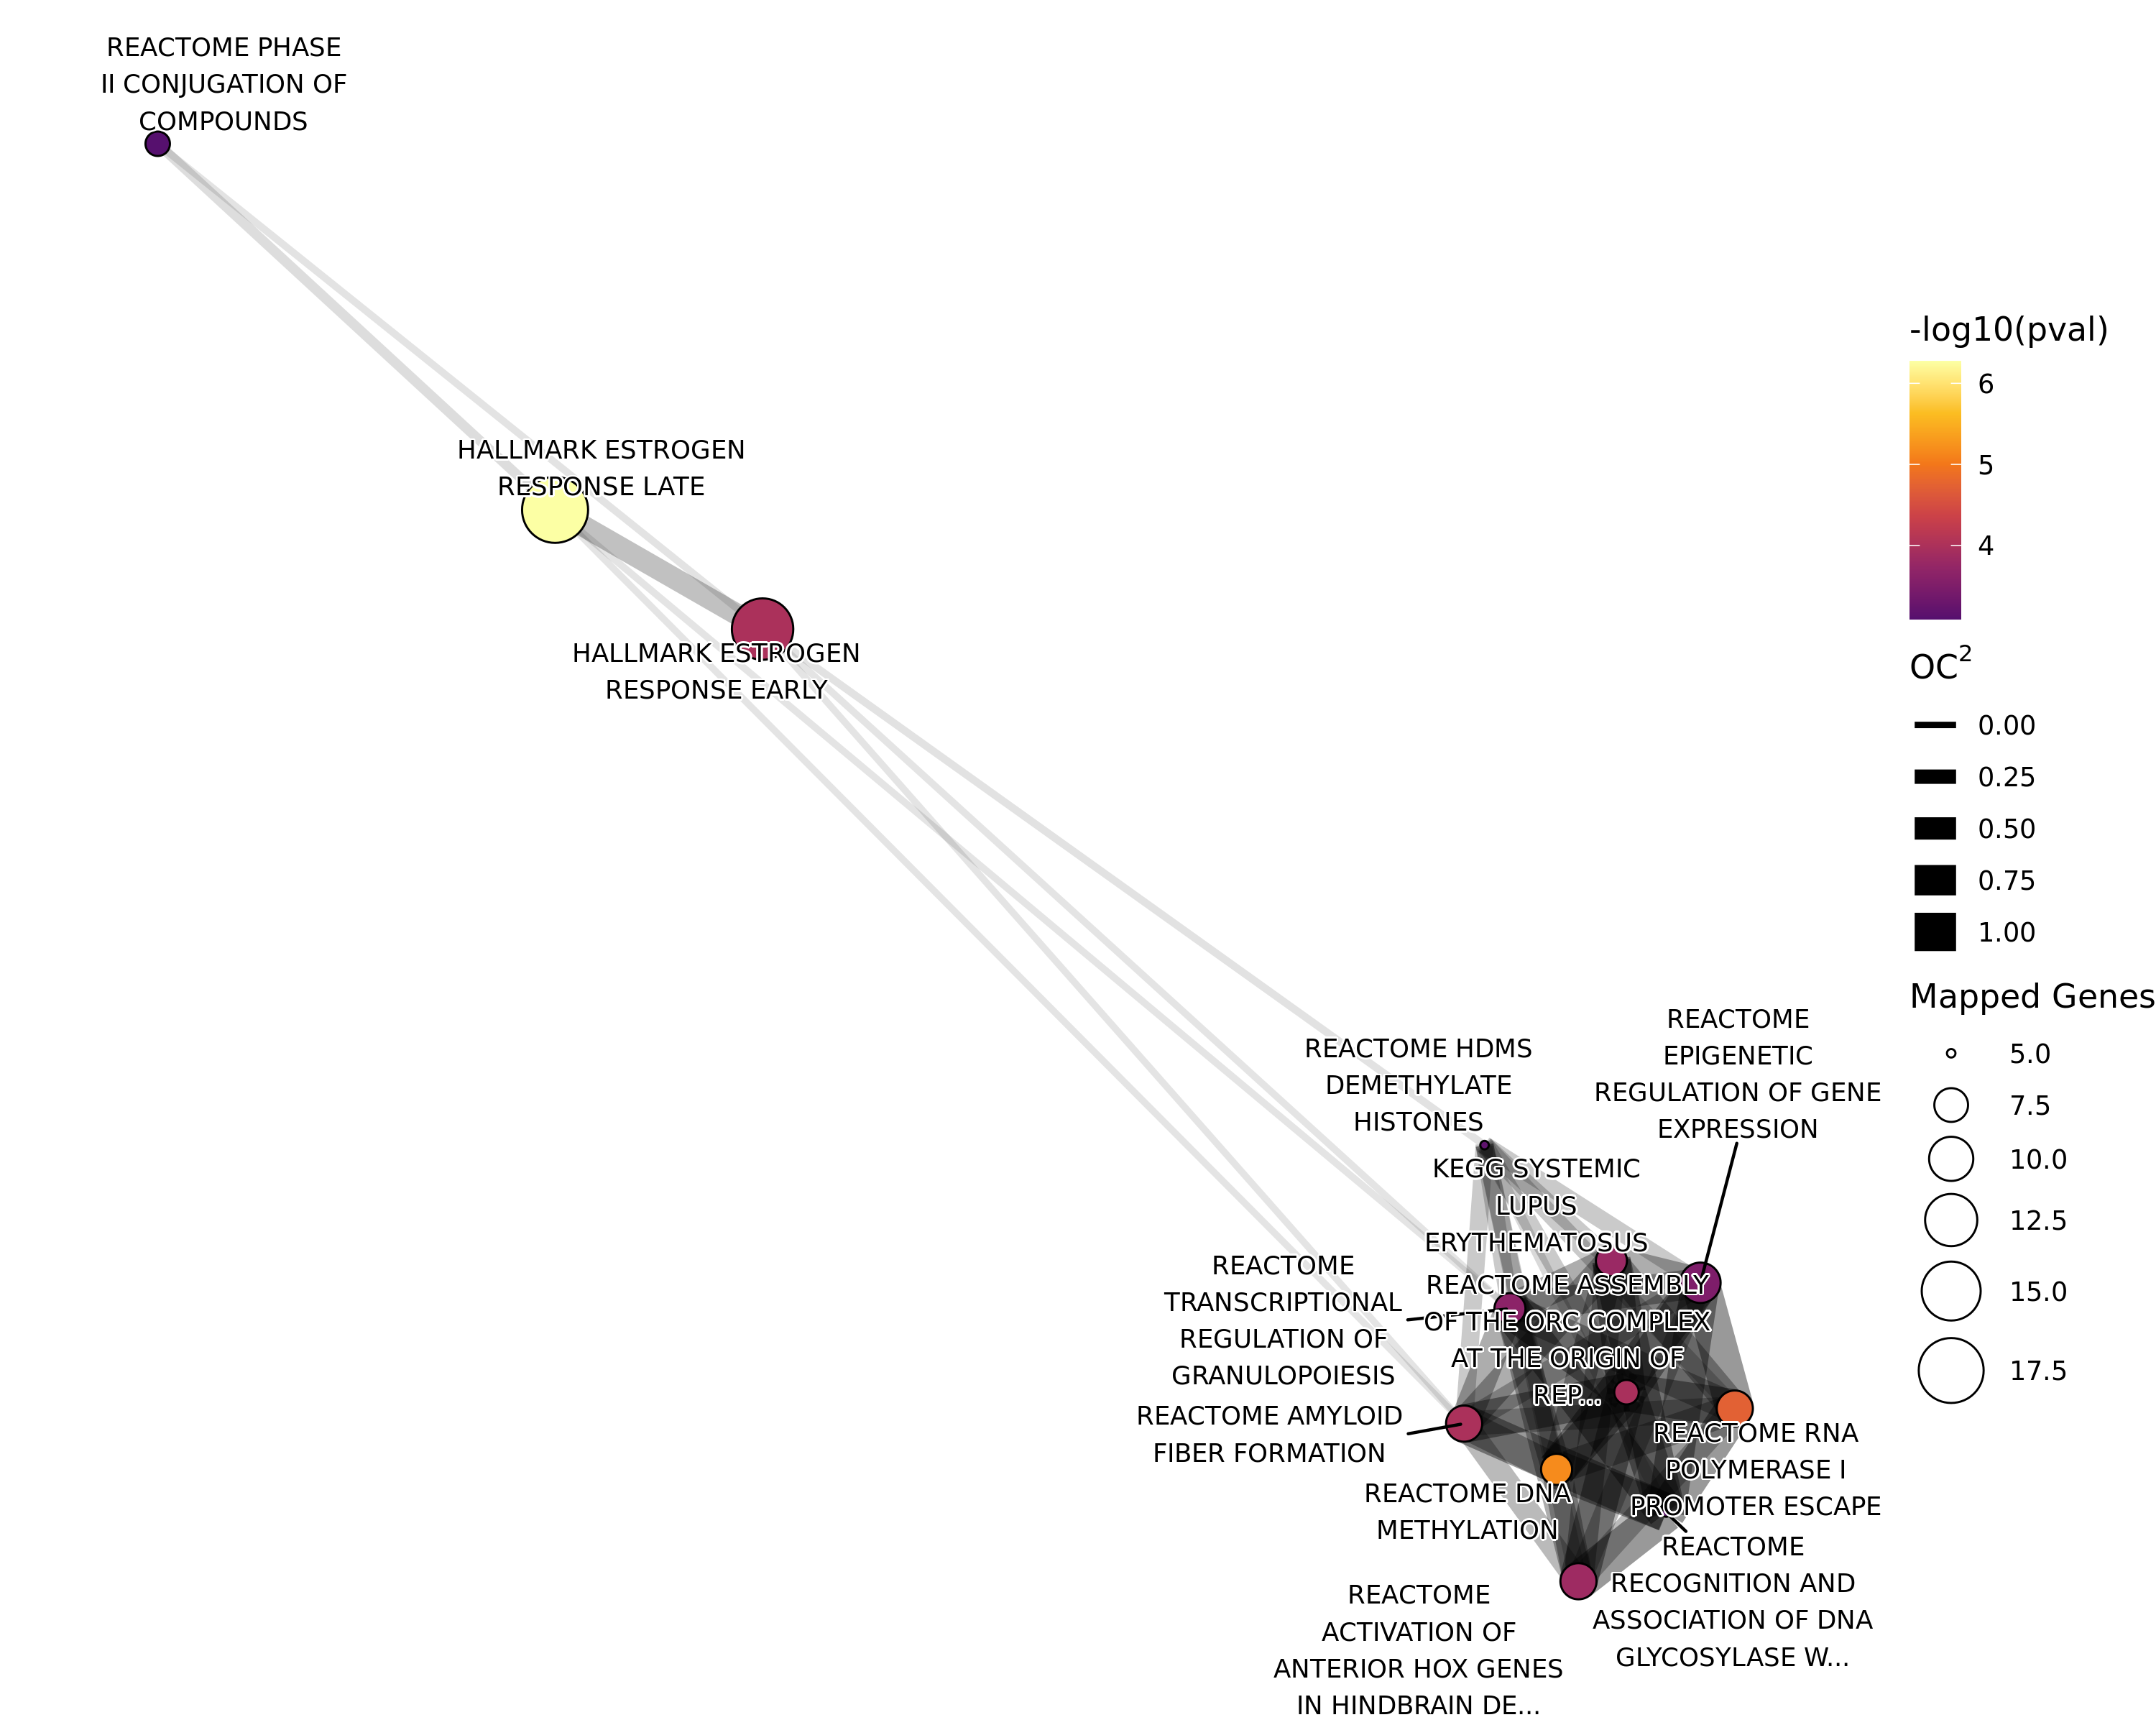 REACTOME PHASE
II CONJUGATION OF
COMPOUNDS
HALLMARK ESTROGEN
RESPONSE LATE
HALLMARK ESTROGEN
RESPONSE EARLY
REACTOME HDMS
DEMETHYLATE
HISTONES
REACTOME
EPIGENETIC
REGULATION OF GENE
EXPRESSION
KEGG SYSTEMIC
LUPUS
ERYTHEMATOSUS
REACTOME
TRANSCRIPTIONAL
REGULATION OF
GRANULOPOIESIS
REACTOME ASSEMBLY
OF THE ORC COMPLEX
AT THE ORIGIN OF
REP...
REACTOME AMYLOID
FIBER FORMATION
REACTOME RNA
POLYMERASE I
PROMOTER ESCAPE
REACTOME DNA
METHYLATION
REACTOME
RECOGNITION AND
ASSOCIATION OF DNA
GLYCOSYLASE W...
REACTOME
ACTIVATION OF
ANTERIOR HOX GENES
IN HINDBRAIN DE...
-log10(pval)
6
5
4
OC²
0.00
0.25
0.50
0.75
1.00
Mapped Genes
5.0
7.5
10.0
12.5
15.0
17.5